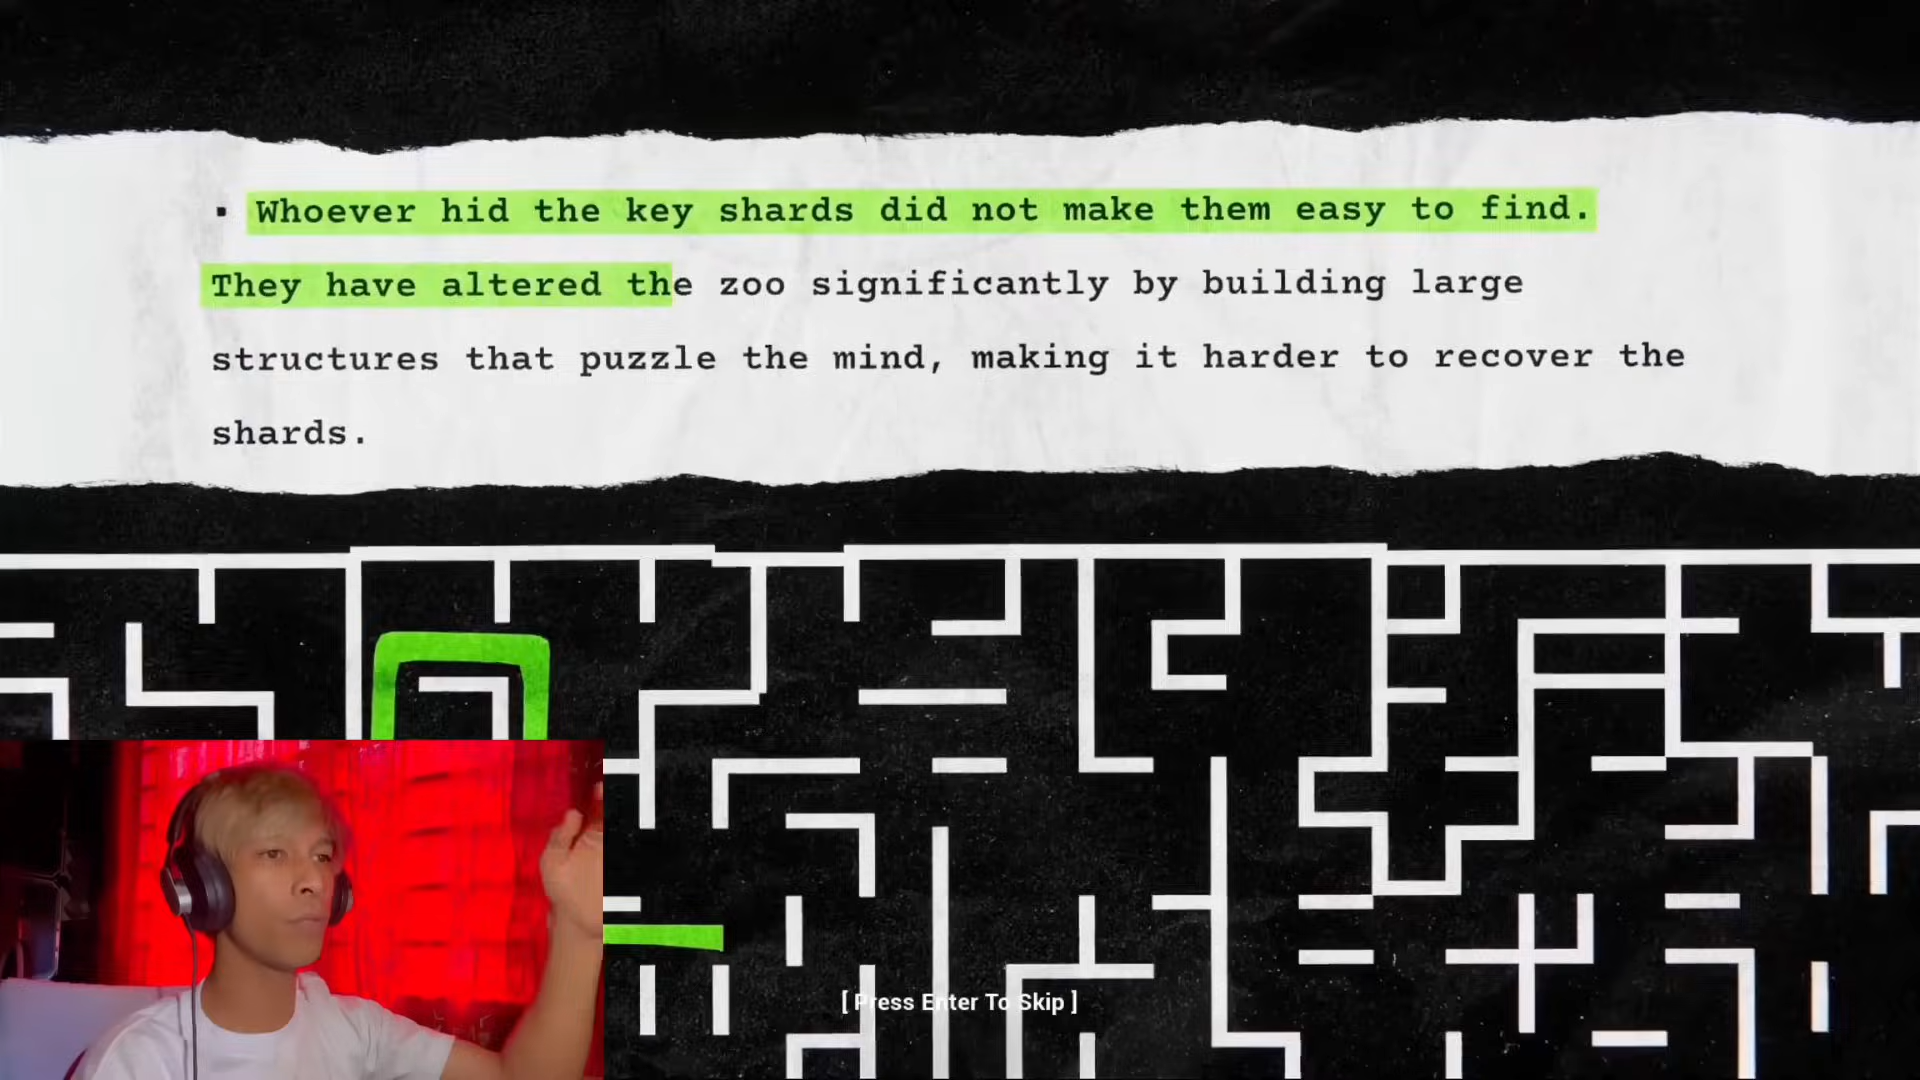 ▪ Whoever hid the key shards did not make them easy to find.
They have altered the zoo significantly by building large
structures that puzzle the mind, making it harder to recover the
shards.
[ Press Enter To Skip ]